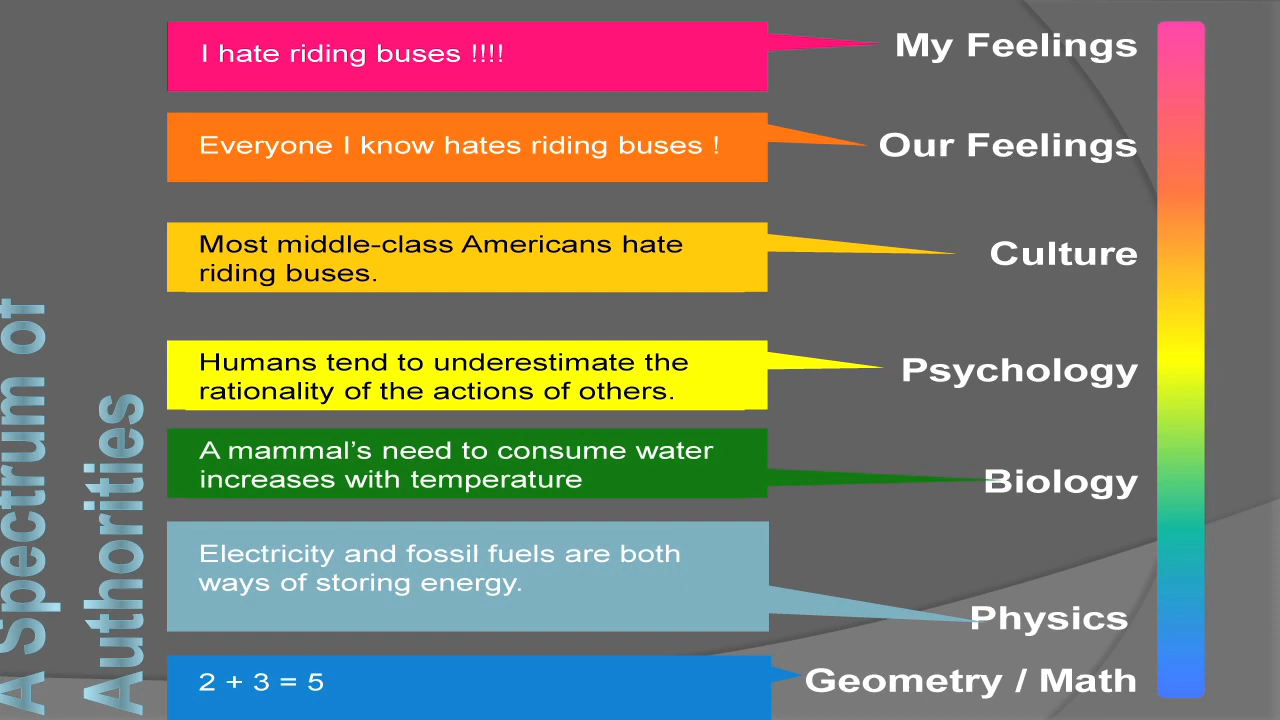 A Spectrum of
Authorities
I hate riding buses !!!!
My Feelings
Everyone I know hates riding buses !
Our Feelings
Most middle-class Americans hate
riding buses.
Culture
Humans tend to underestimate the
rationality of the actions of others.
Psychology
A mammal’s need to consume water
increases with temperature
Biology
Electricity and fossil fuels are both
ways of storing energy.
Physics
2 + 3 = 5
Geometry / Math